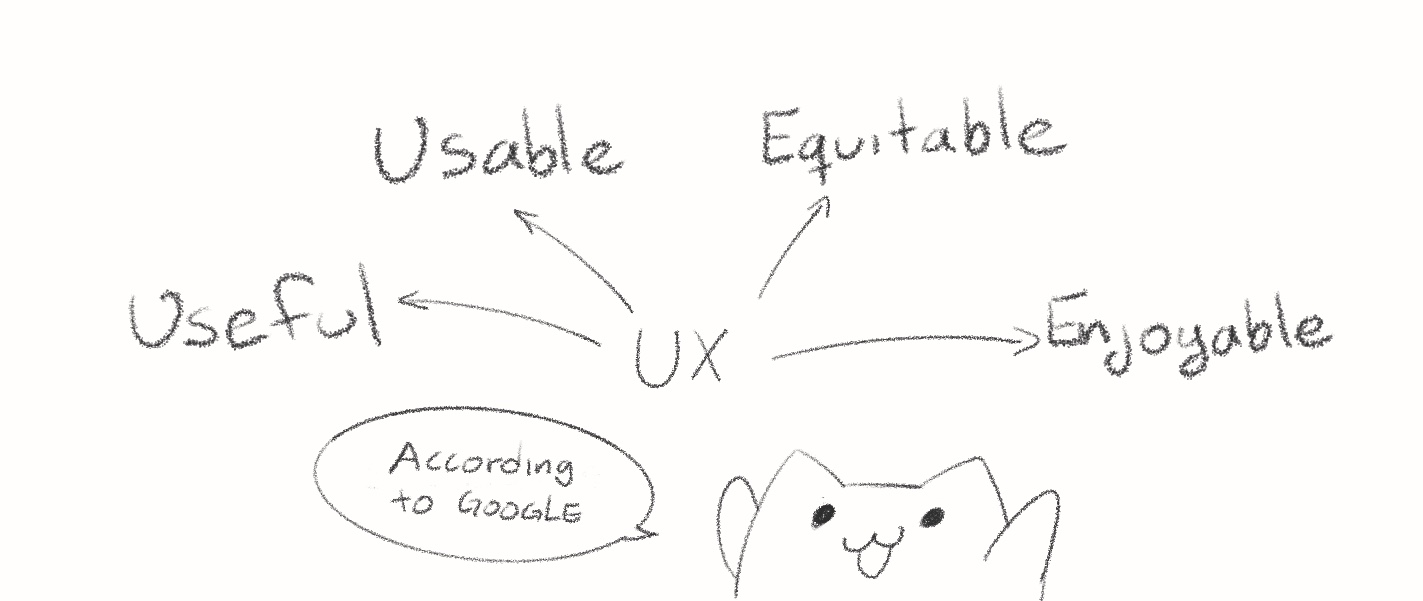 Usable
Equitable
Useful
UX
Enjoyable
According
to GOOGLE